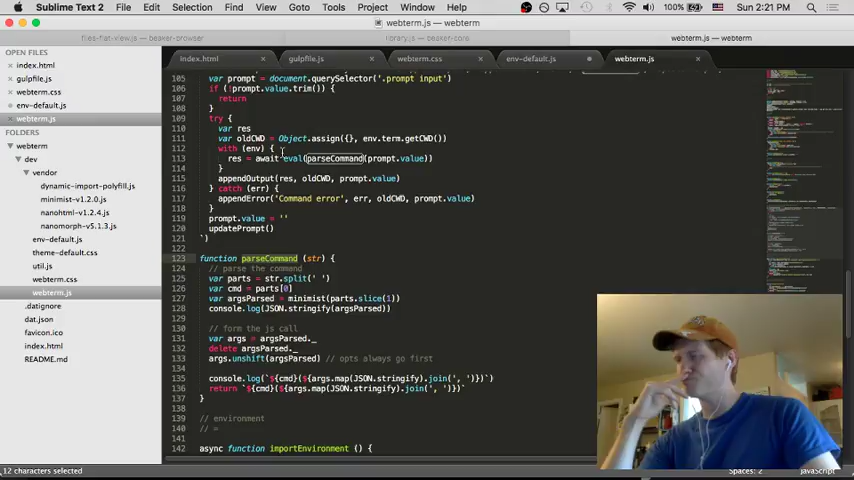 Sublime Text File Edit Selection Find View Goto Tools Project Window Help
100% Sun 2:21 PM
webterm.js — webterm
files-flat-view.js — beaker-browser library.js — beaker-core webterm.js — webterm
OPEN FILES
index.html
gulpfile.js
webterm.css
env-default.js
webterm.js
FOLDERS
webterm
dev
vendor
dynamic-import-polyfill.js
minimist-v1.2.0.js
nanohtml-v1.2.4.js
nanomorph-v5.1.3.js
env-default.js
theme-default.css
util.js
webterm.css
webterm.js
.datignore
dat.json
favicon.ico
index.html
README.md
index.html gulpfile.js webterm.css env-default.js webterm.js
105 var prompt = document.querySelector('.prompt input')
106 if (!prompt.value.trim()) {
107 return
108 }
109 try {
110 var res
111 var oldCWD = Object.assign({}, env.term.getCWD())
112 with (env) {
113 res = await eval(parseCommand(prompt.value))
114 }
115 appendOutput(res, oldCWD, prompt.value)
116 } catch (err) {
117 appendError('Command error', err, oldCWD, prompt.value)
118 }
119 prompt.value = ''
120 updatePrompt()
121 `)
122
123 function parseCommand (str) {
124 // parse the command
125 var parts = str.split(' ')
126 var cmd = parts[0]
127 var argsParsed = minimist(parts.slice(1))
128 console.log(JSON.stringify(argsParsed))
129
130 // form the js call
131 var args = argsParsed._
132 delete argsParsed._
133 args.unshift(argsParsed) // opts always go first
134
135 console.log(`${cmd}(${args.map(JSON.stringify).join(', ')})`)
136 return `${cmd}(${args.map(JSON.stringify).join(', ')})`
137 }
138
139 // environment
140 // =
141
142 async function importEnvironment () {
12 characters selected
Spaces: 2 JavaScript